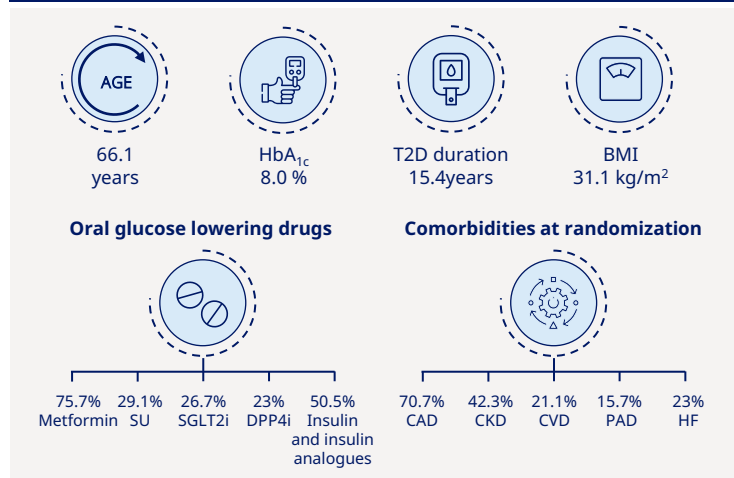 AGE
66.1
years
HbA1c
8.0 %
T2D duration
15.4years
BMI
31.1 kg/m²
Oral glucose lowering drugs
75.7%
Metformin
29.1%
SU
26.7%
SGLT2i
23%
DPP4i
50.5%
Insulin
and insulin
analogues
Comorbidities at randomization
70.7%
CAD
42.3%
CKD
21.1%
CVD
15.7%
PAD
23%
HF